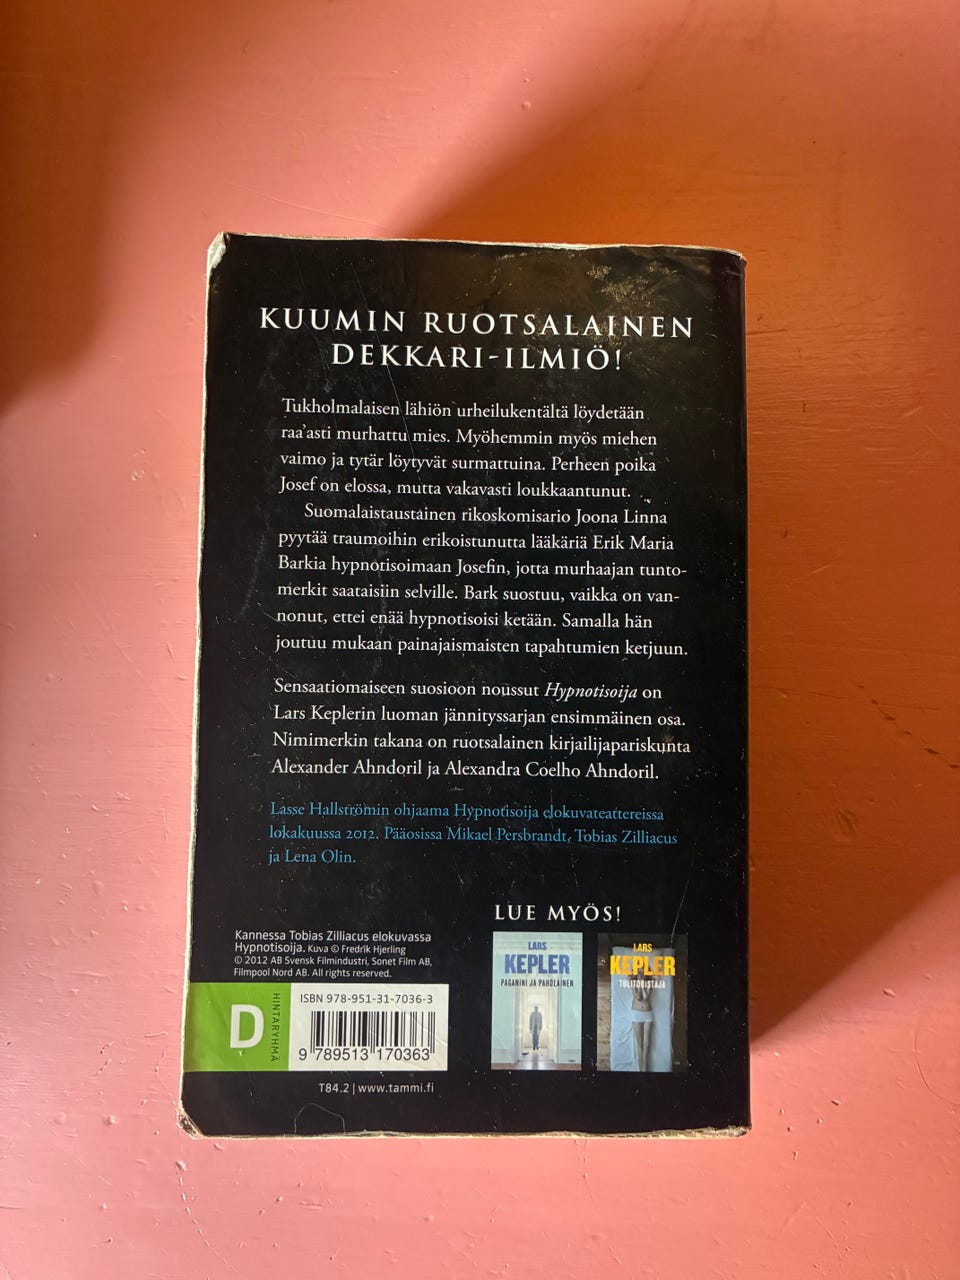 KUUMIN RUOTSALAINEN
DEKKARI-ILMIÖ!
Tukholmalaisen lähiön urheilukentältä löydetään
raa'asti murhattu mies. Myöhemmin myös miehen
vaimo ja tytär löytyvät surmattuina. Perheen poika
Josef on elossa, mutta vakavasti loukkaantunut.
Suomalaistaustainen rikoskomisario Joona Linna
pyytää traumoihin erikoistunutta lääkäriä Erik Maria
Barkia hypnotisoimaan Josefin, jotta murhaajan tunto-
merkit saataisiin selville. Bark suostuu, vaikka on van-
nonut, ettei enää hypnotisoisi ketään. Samalla hän
joutuu mukaan painajaismaisten tapahtumien ketjuun.
Sensaatiomaiseen suosioon noussut Hypnotisoija on
Lars Keplerin luoman jännityssarjan ensimmäinen osa.
Nimimerkin takana on ruotsalainen kirjailijapariskunta
Alexander Ahndoril ja Alexandra Coelho Ahndoril.
Lasse Hallströmin ohjaama Hypnotisoija elokuvateattereissa
lokakuussa 2012. Pääosissa Mikael Persbrandt, Tobias Zilliacus
ja Lena Olin.
LUE MYÖS!
LARS
KEPLER
PAGANINI JA PAHOLAINEN
LARS
KEPLER
TULITODISTAJA
Kannessa Tobias Zilliacus elokuvassa
Hypnotisoija. Kuva © Fredrik Hjerling
© 2012 AB Svensk Filmindustri, Sonet Film AB,
Filmpool Nord AB. All rights reserved.
D
HINTARYHMÄ
ISBN 978-951-31-7036-3
9 789513 170363
T84.2 | www.tammi.fi